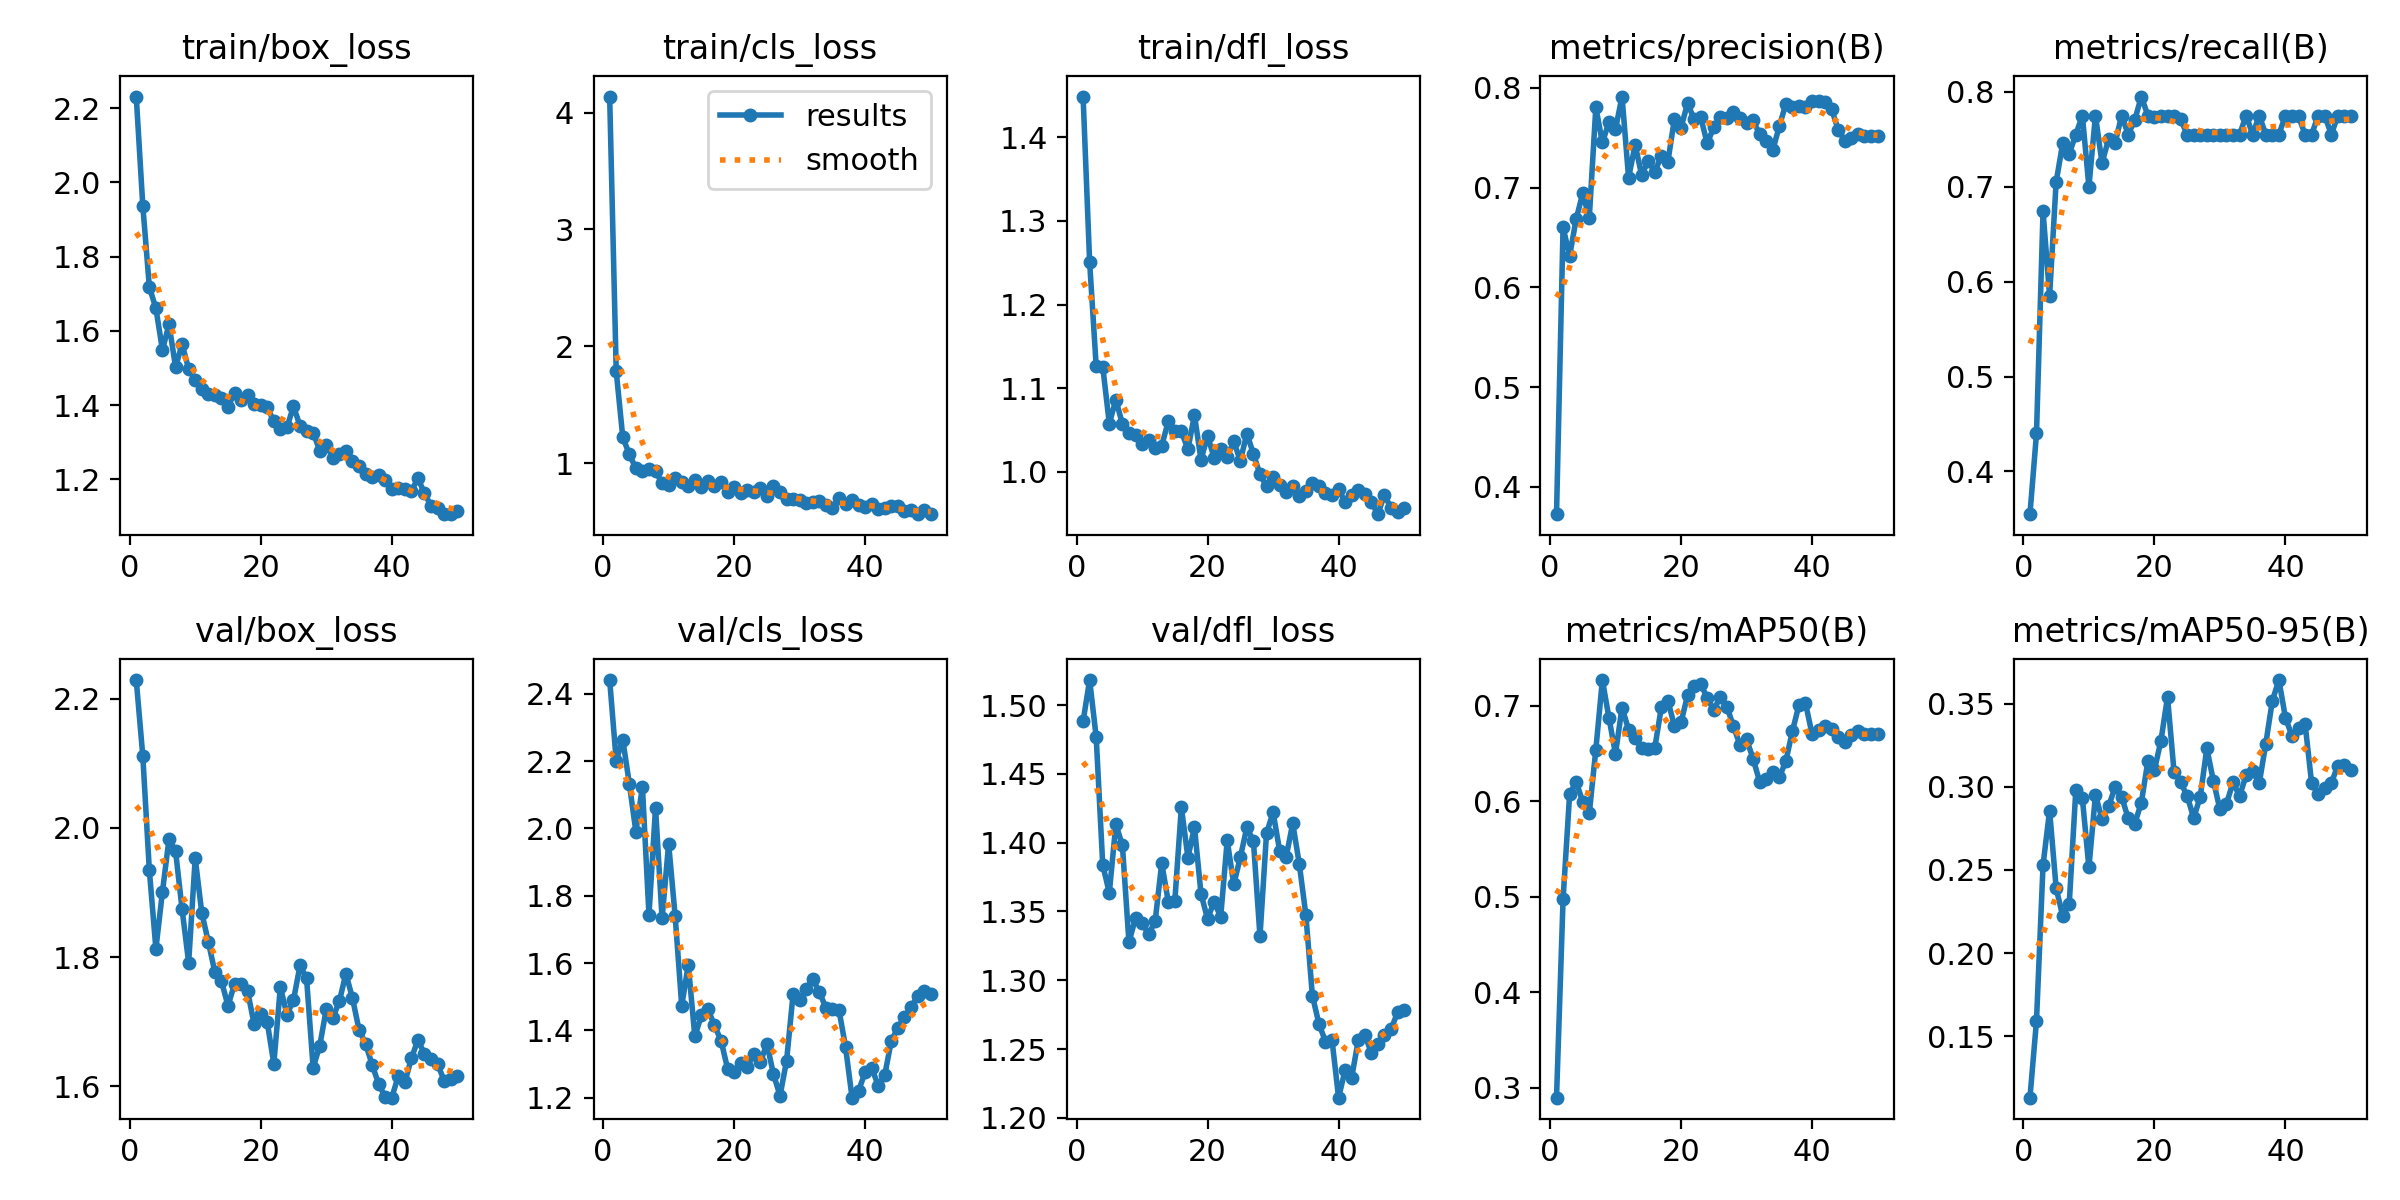 train/box_loss
2.2
2.0
1.8
1.6
1.4
1.2
0 20 40
train/cls_loss
results
smooth
4
3
2
1
0 20 40
train/dfl_loss
1.4
1.3
1.2
1.1
1.0
0 20 40
metrics/precision(B)
0.8
0.7
0.6
0.5
0.4
0 20 40
metrics/recall(B)
0.8
0.7
0.6
0.5
0.4
0 20 40
val/box_loss
2.2
2.0
1.8
1.6
0 20 40
val/cls_loss
2.4
2.2
2.0
1.8
1.6
1.4
1.2
0 20 40
val/dfl_loss
1.50
1.45
1.40
1.35
1.30
1.25
1.20
0 20 40
metrics/mAP50(B)
0.7
0.6
0.5
0.4
0.3
0 20 40
metrics/mAP50-95(B)
0.35
0.30
0.25
0.20
0.15
0 20 40